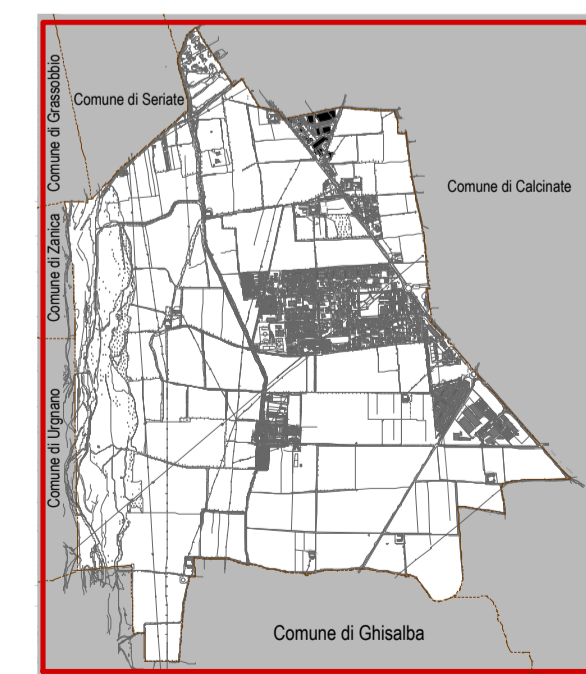 Comune di Grassobbio
Comune di Seriate
Comune di Calcinate
Comune di Zanica
Comune di Urgnano
Comune di Ghisalba